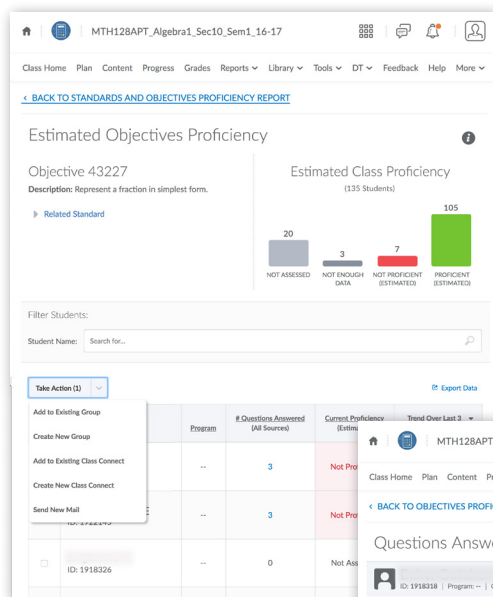 MTH128APT_Algebra1_Sec10_Sem1_16-17
Class Home Plan Content Progress Grades Reports Library Tools DT Feedback Help More
< BACK TO STANDARDS AND OBJECTIVES PROFICIENCY REPORT
Estimated Objectives Proficiency
Objective 43227
Description: Represent a fraction in simplest form.
Related Standard
Estimated Class Proficiency
(135 Students)
20
NOT ASSESSED
3
NOT ENOUGH
DATA
7
NOT PROFICIENT
(ESTIMATED)
105
PROFICIENT
(ESTIMATED)
Filter Students:
Student Name: Search for...
Take Action (1)
Export Data
Add to Existing Group
Create New Group
Add to Existing Class Connect
Create New Class Connect
Send New Mail
Program
# Questions Answered
(All Sources)
Current Proficiency
(Estima
Trend Over Last 3
-- 3 Not Pro
-- 3 Not Pro
ID: 1918326 -- 0 Not Ass
MTH128APT
Class Home Plan Content Pr
< BACK TO OBJECTIVES PROFI
Questions Answ
ID: 1918318 | Program: -- |